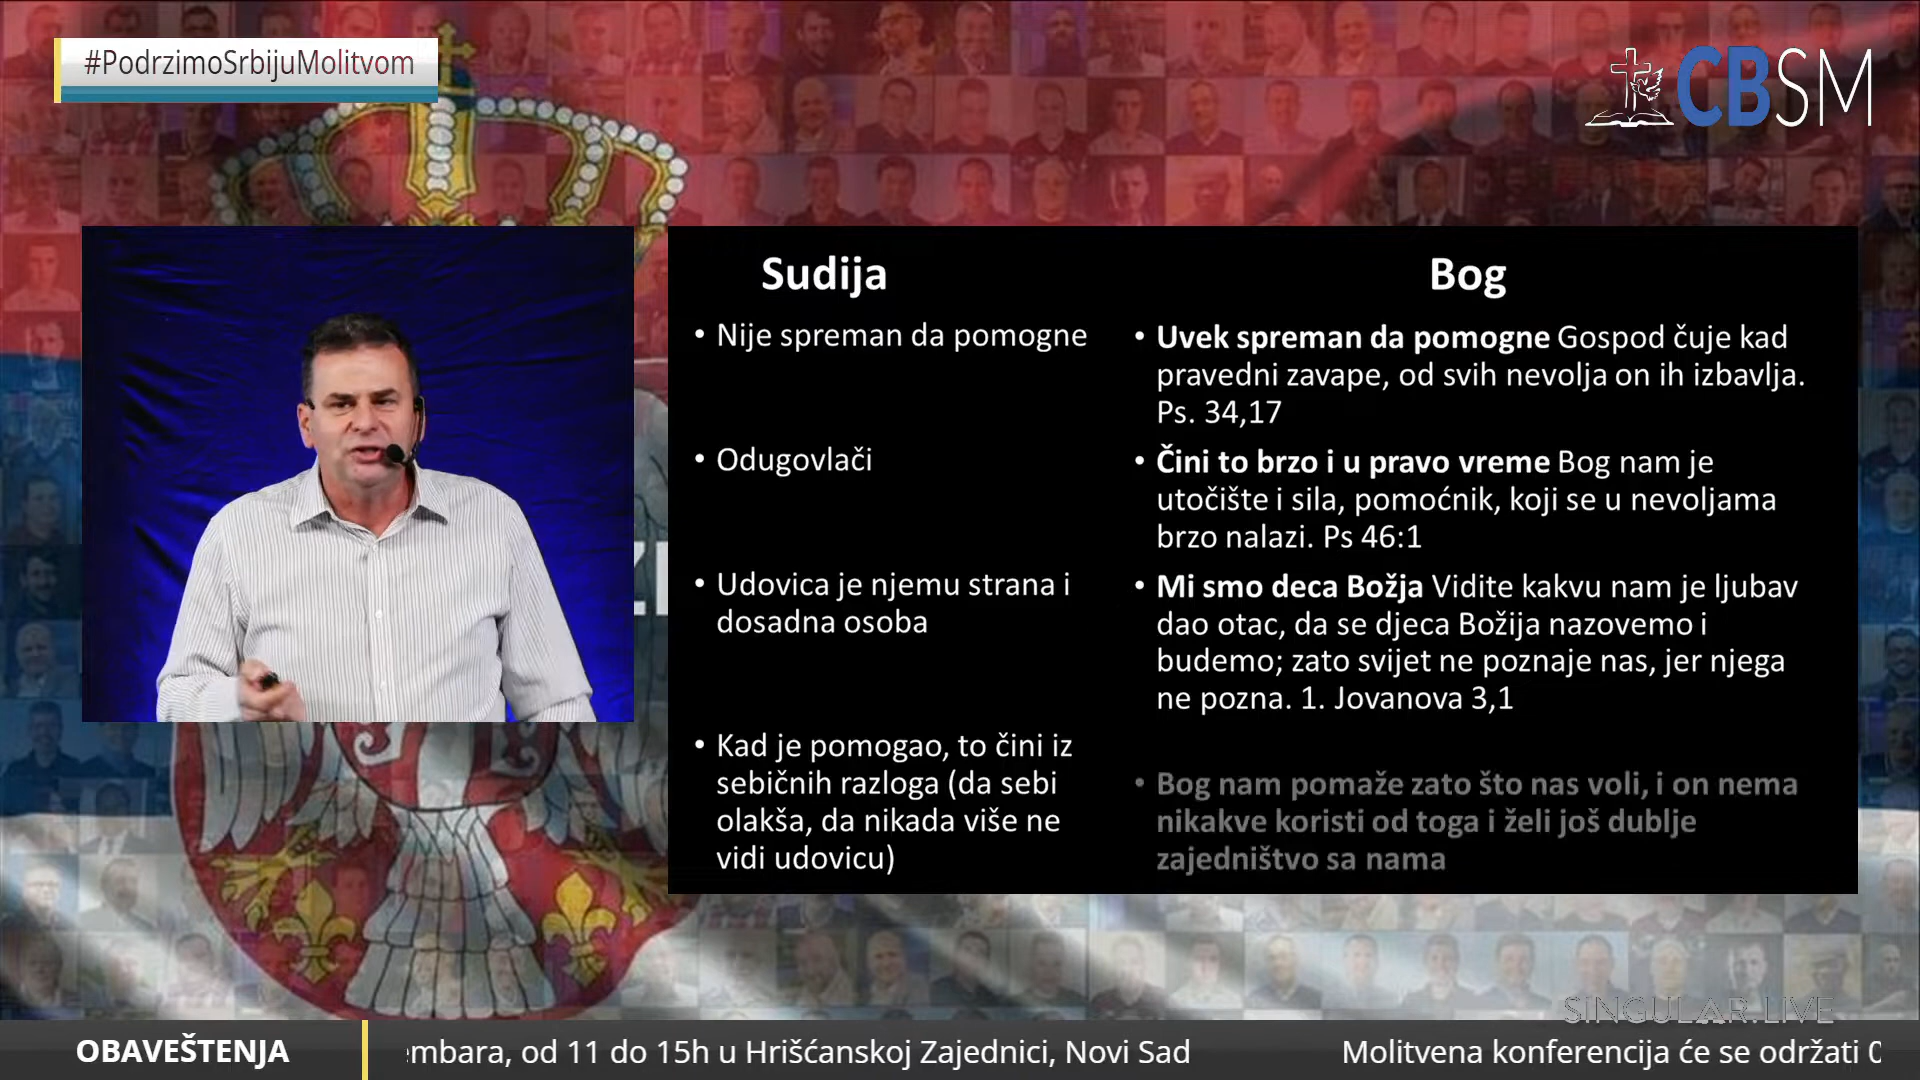 #PodrzimoSrbijuMolitvom
CBSM
Sudija
• Nije spreman da pomogne
• Odugovlači
• Udovica je njemu strana i
dosadna osoba
• Kad je pomogao, to čini iz
sebičnih razloga (da sebi
olakša, da nikada više ne
vidi udovicu)
Bog
• Uvek spreman da pomogne Gospod čuje kad
pravedni zavape, od svih nevolja on ih izbavlja.
Ps. 34,17
• Čini to brzo i u pravo vreme Bog nam je
utočište i sila, pomoćnik, koji se u nevoljama
brzo nalazi. Ps 46:1
• Mi smo deca Božja Vidite kakvu nam je ljubav
dao otac, da se djeca Božija nazovemo i
budemo; zato svijet ne poznaje nas, jer njega
ne pozna. 1. Jovanova 3,1
• Bog nam pomaže zato što nas voli, i on nema
nikakve koristi od toga i želi još dublje
zajedništvo sa nama
SINGULAR.LIVE
OBAVEŠTENJA
embara, od 11 do 15h u Hrišćanskoj Zajednici, Novi Sad
Molitvena konferencija će se održati